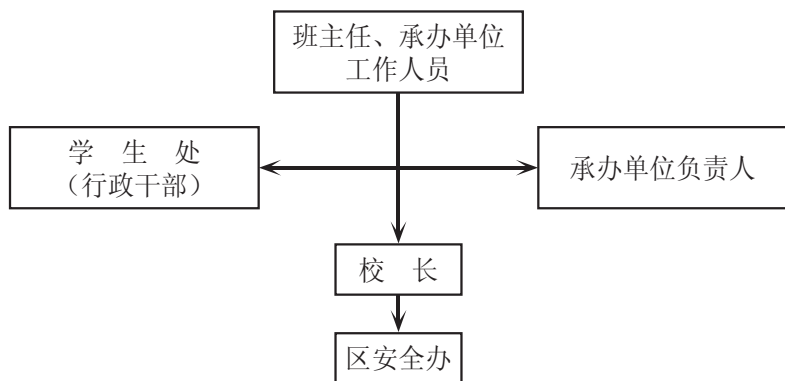 班主任、承办单位
工作人员
学 生 处
（行政干部）
承办单位负责人
校 长
区安全办